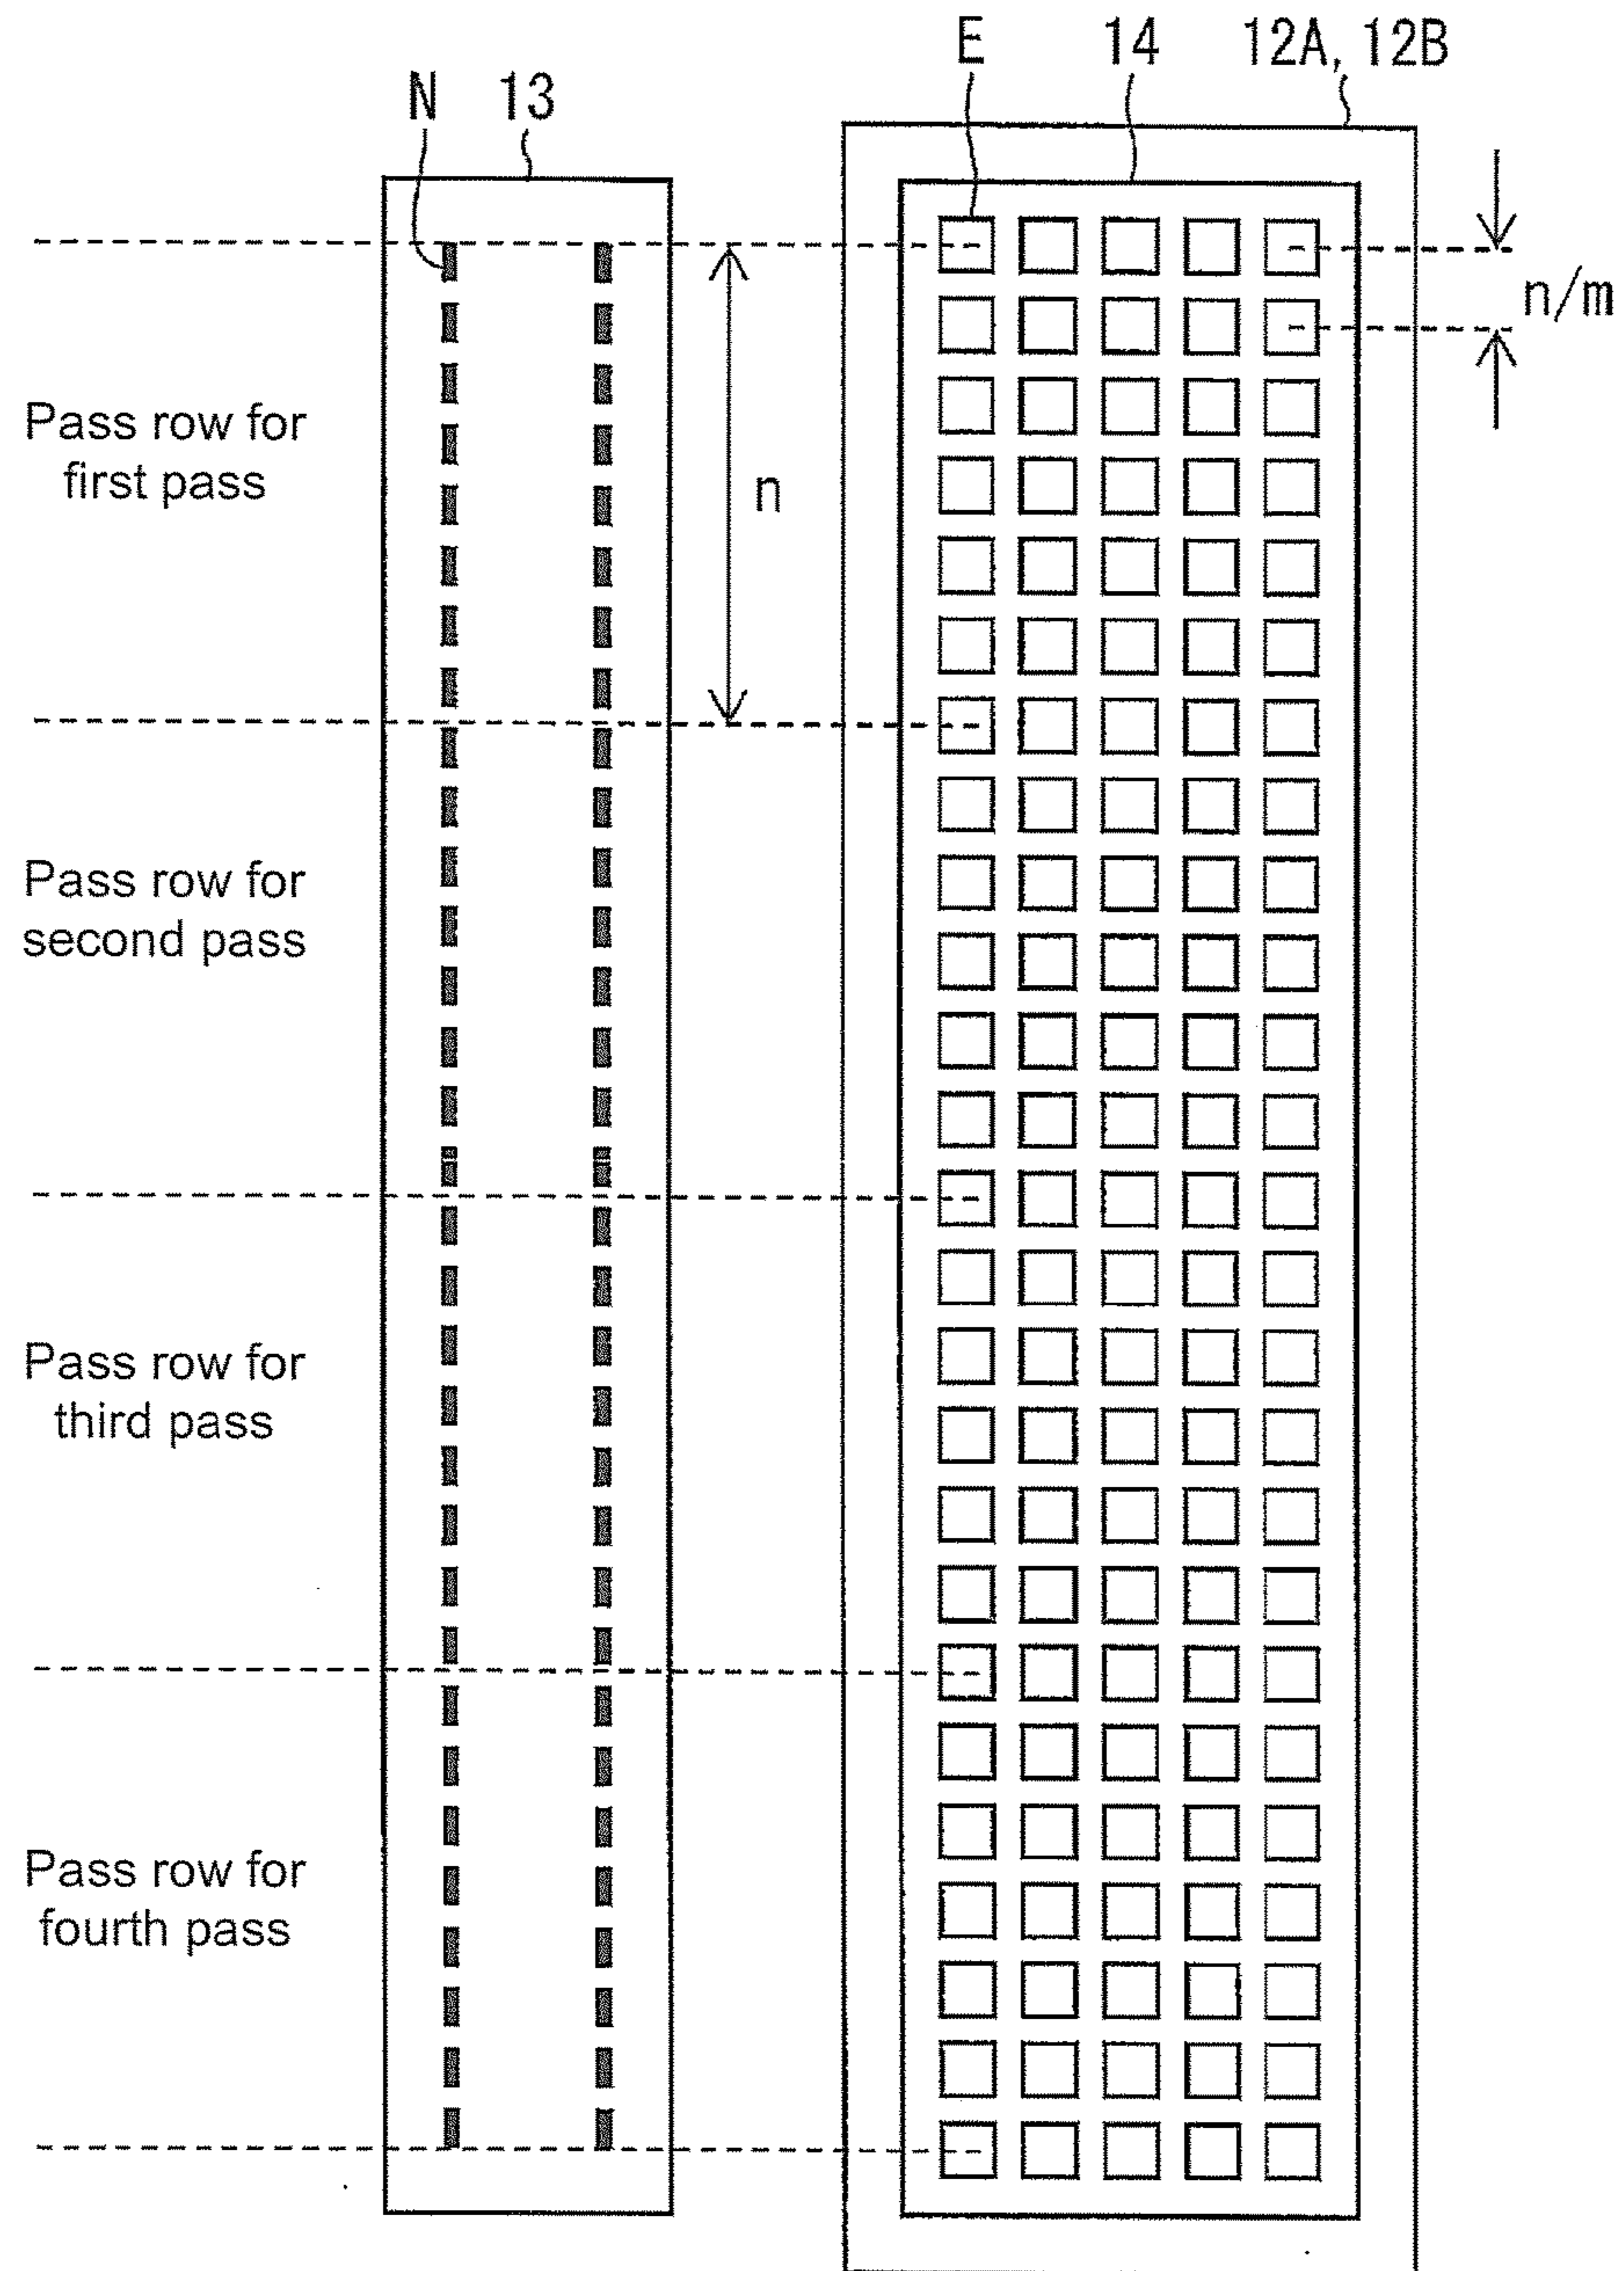 E 14 12A, 12B
N 13
n/m
Pass row for
first pass
n
Pass row for
second pass
Pass row for
third pass
Pass row for
fourth pass